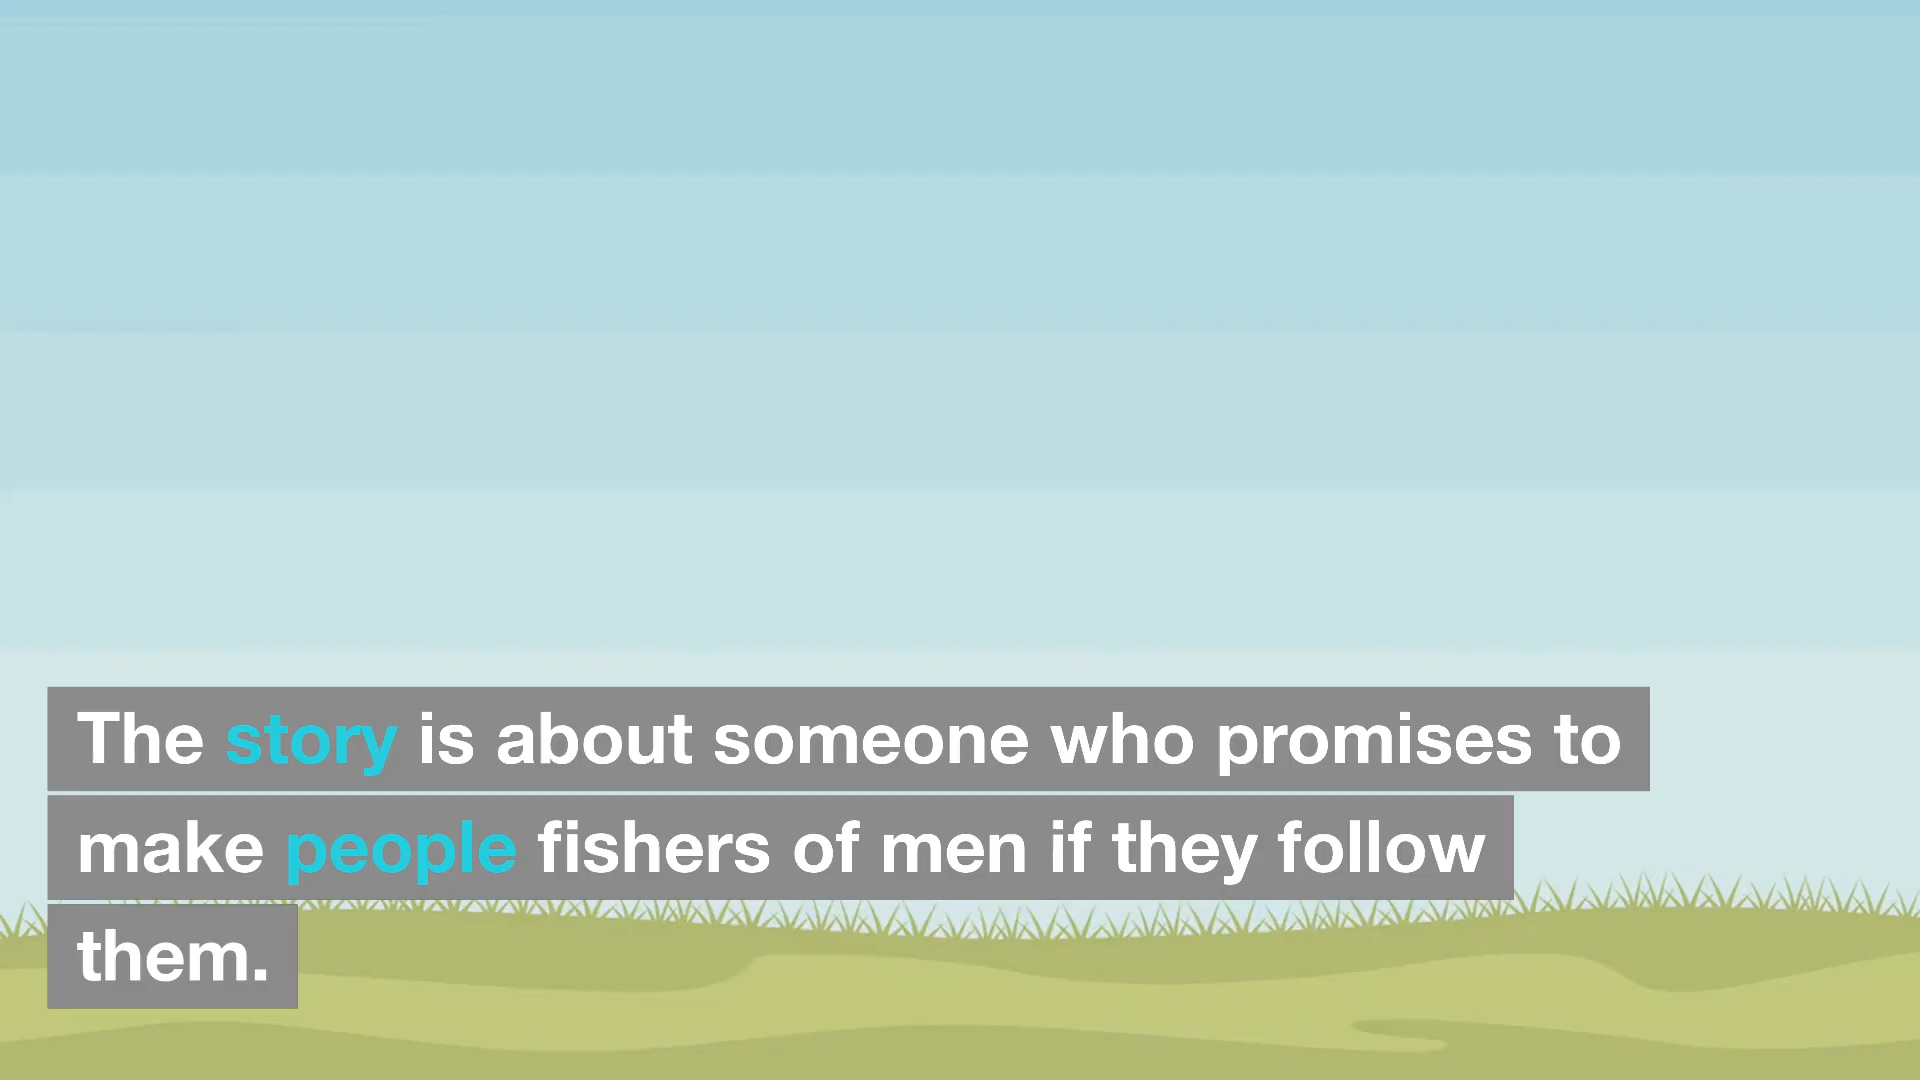 The story is about someone who promises to
make people fishers of men if they follow
them.